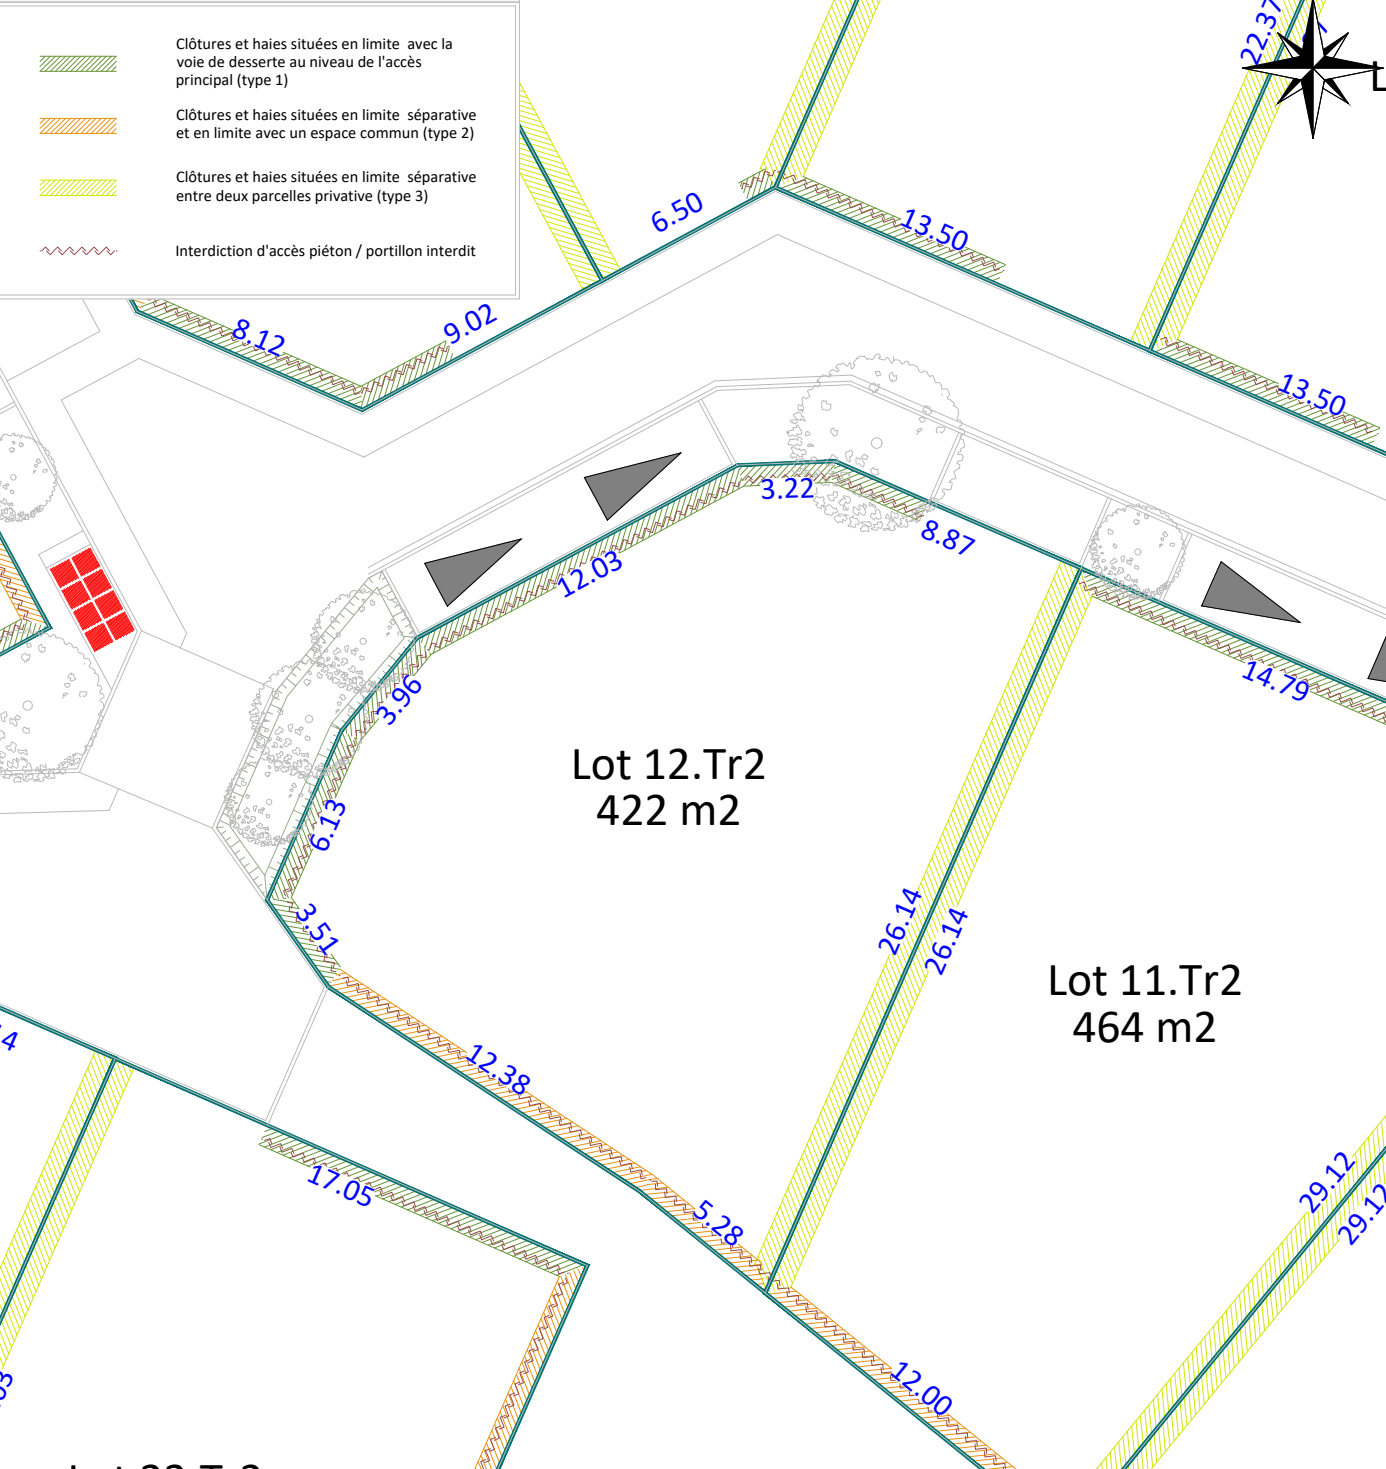 Clôtures et haies situées en limite avec la
voie de desserte au niveau de l'accès
principal (type 1)
Clôtures et haies situées en limite séparative
et en limite avec un espace commun (type 2)
Clôtures et haies situées en limite séparative
entre deux parcelles privative (type 3)
Interdiction d'accès piéton / portillon interdit
22.37
L
6.50
13.50
8.12
9.02
13.50
3.22
8.87
12.03
3.96
14.79
Lot 12.Tr2
422 m2
6.13
3.51
26.14
26.14
Lot 11.Tr2
464 m2
12.38
17.05
5.28
29.12
29.12
12.00